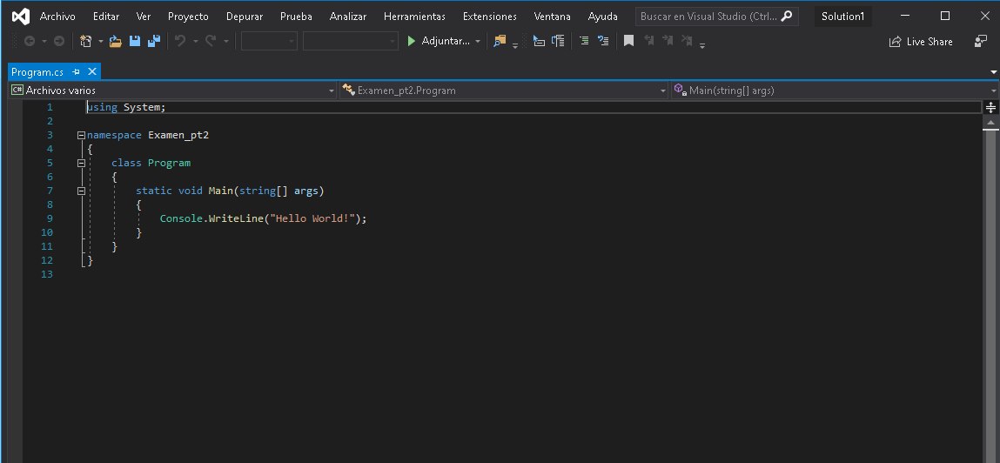 Archivo Editar Ver Proyecto Depurar Prueba Analizar Herramientas Extensiones Ventana Ayuda Buscar en Visual Studio (Ctrl... Solution1
Adjuntar... Live Share
Program.cs
C# Archivos varios Examen_pt2.Program Main(string[] args)
1 using System;
2
3 namespace Examen_pt2
4 {
5 class Program
6 {
7 static void Main(string[] args)
8 {
9 Console.WriteLine("Hello World!");
10 }
11 }
12 }
13